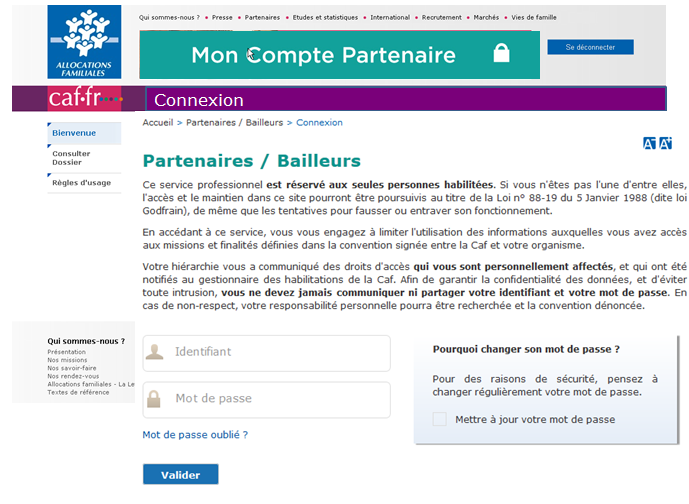 Qui sommes-nous ? • Presse • Partenaires • Etudes et statistiques • International • Recrutement • Marchés • Vies de famille
ALLOCATIONS
FAMILIALES
Mon Compte Partenaire
Se déconnecter
caf.fr
Connexion
Accueil > Partenaires / Bailleurs > Connexion
Bienvenue
Consulter
Dossier
Règles d'usage
A- A+
Partenaires / Bailleurs
Ce service professionnel est réservé aux seules personnes habilitées. Si vous n'êtes pas l'une d'entre elles,
l'accès et le maintien dans ce site pourront être poursuivis au titre de la Loi n° 88-19 du 5 Janvier 1988 (dite loi
Godfrain), de même que les tentatives pour fausser ou entraver son fonctionnement.
En accédant à ce service, vous vous engagez à limiter l'utilisation des informations auxquelles vous avez accès
aux missions et finalités définies dans la convention signée entre la Caf et votre organisme.
Votre hiérarchie vous a communiqué des droits d'accès qui vous sont personnellement affectés, et qui ont été
notifiés au gestionnaire des habilitations de la Caf. Afin de garantir la confidentialité des données, et d'éviter
toute intrusion, vous ne devez jamais communiquer ni partager votre identifiant et votre mot de passe. En
cas de non-respect, votre responsabilité personnelle pourra être recherchée et la convention dénoncée.
Qui sommes-nous ?
Présentation
Nos missions
Nos savoir-faire
Nos rendez-vous
Allocations familiales - La Le
Textes de référence
Identifiant
Mot de passe
Mot de passe oublié ?
Valider
Pourquoi changer son mot de passe ?
Pour des raisons de sécurité, pensez à
changer régulièrement votre mot de passe.
Mettre à jour votre mot de passe